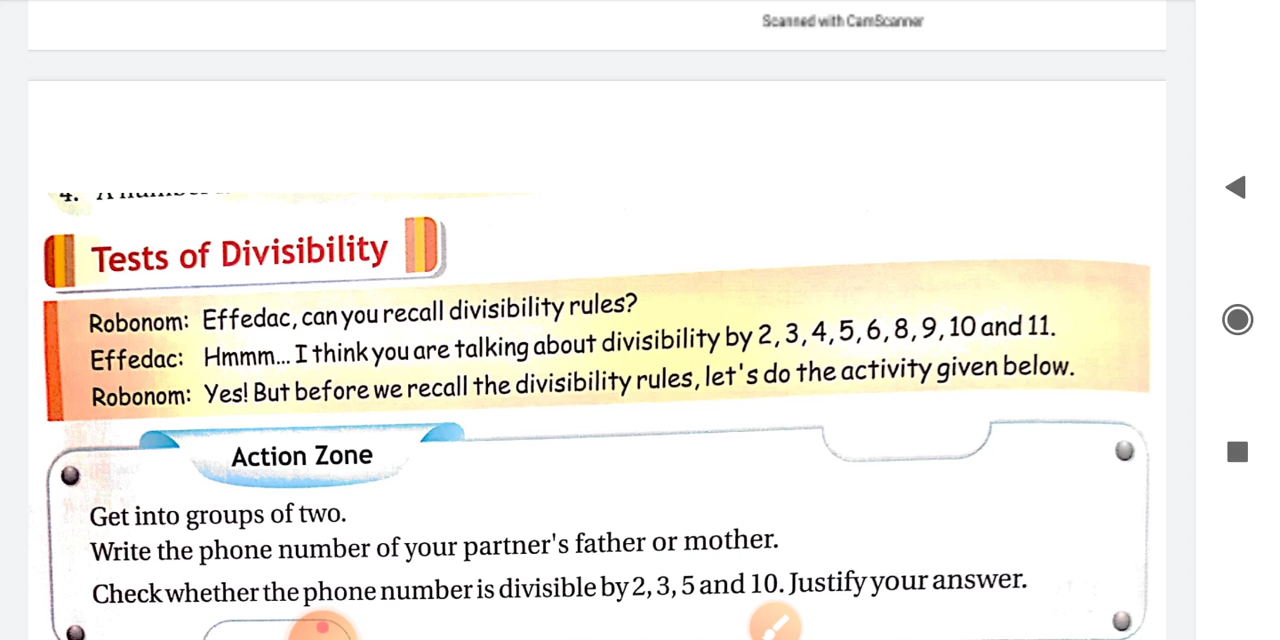 Scanned with CamScanner
4.
Tests of Divisibility
Robonom: Effedac, can you recall divisibility rules?
Effedac: Hmmm... I think you are talking about divisibility by 2, 3, 4, 5, 6, 8, 9, 10 and 11.
Robonom: Yes! But before we recall the divisibility rules, let's do the activity given below.
Action Zone
Get into groups of two.
Write the phone number of your partner's father or mother.
Check whether the phone number is divisible by 2, 3, 5 and 10. Justify your answer.